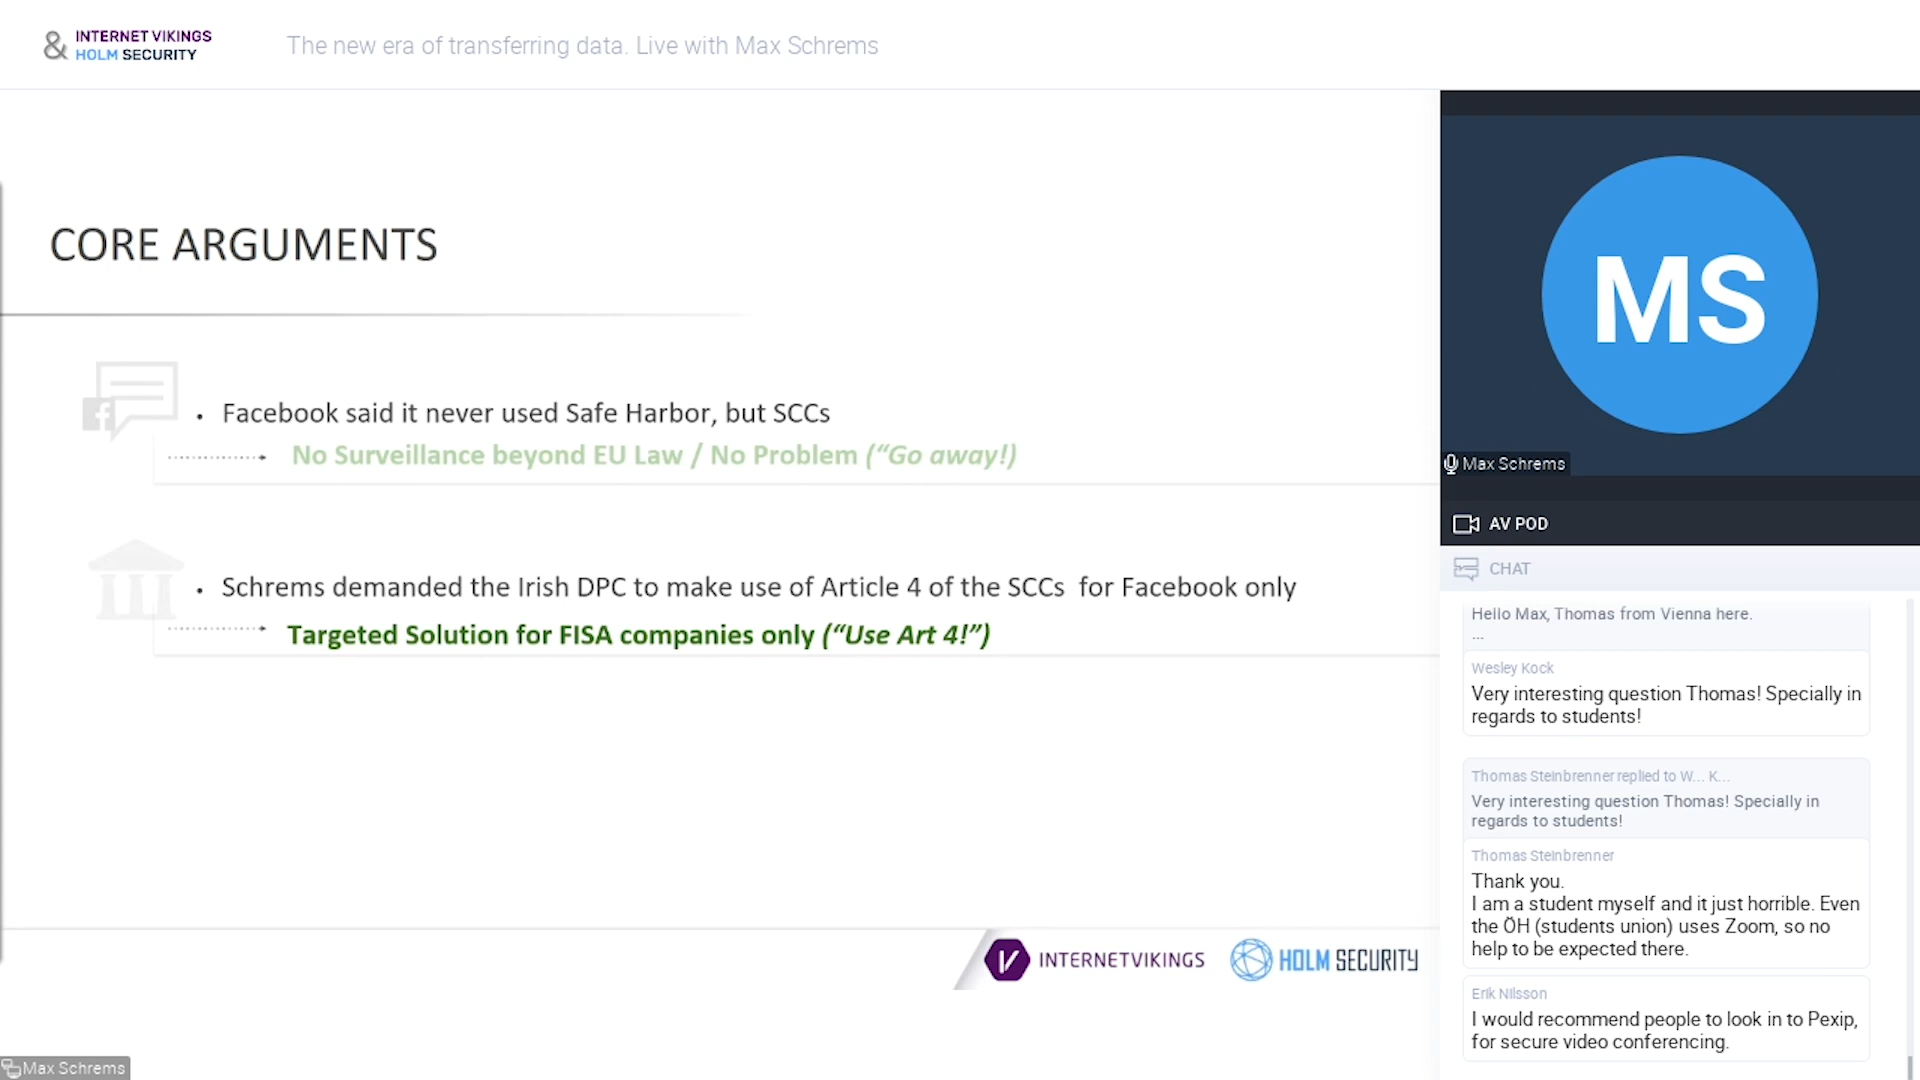 & INTERNET VIKINGS
HOLM SECURITY
The new era of transferring data. Live with Max Schrems
CORE ARGUMENTS
f
• Facebook said it never used Safe Harbor, but SCCs
No Surveillance beyond EU Law / No Problem (“Go away!)
• Schrems demanded the Irish DPC to make use of Article 4 of the SCCs for Facebook only
Targeted Solution for FISA companies only (“Use Art 4!”)
INTERNETVIKINGS
HOLM SECURITY
Max Schrems
MS
Max Schrems
AV POD
CHAT
Hello Max, Thomas from Vienna here.
...
Wesley Kock
Very interesting question Thomas! Specially in
regards to students!
Thomas Steinbrenner replied to W... K...
Very interesting question Thomas! Specially in
regards to students!
Thomas Steinbrenner
Thank you.
I am a student myself and it just horrible. Even
the ÖH (students union) uses Zoom, so no
help to be expected there.
Erik Nilsson
I would recommend people to look in to Pexip,
for secure video conferencing.